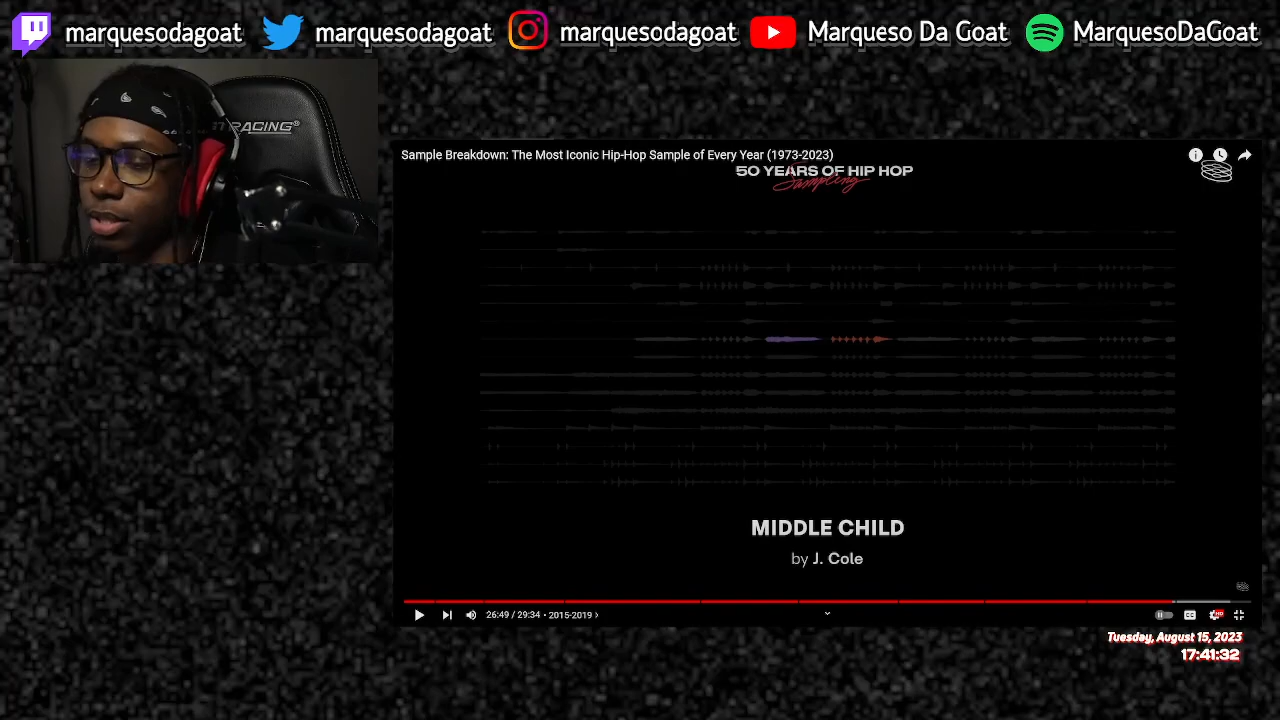 marquesodagoat marquesodagoat marquesodagoat Marqueso Da Goat MarquesoDaGoat
RACING®
Sample Breakdown: The Most Iconic Hip-Hop Sample of Every Year (1973-2023)
50 YEARS OF HIP HOP
Sampling
MIDDLE CHILD
by J. Cole
26:49 / 29:34 • 2015-2019 ›
CC
HD
Tuesday, August 15, 2023
17:41:32